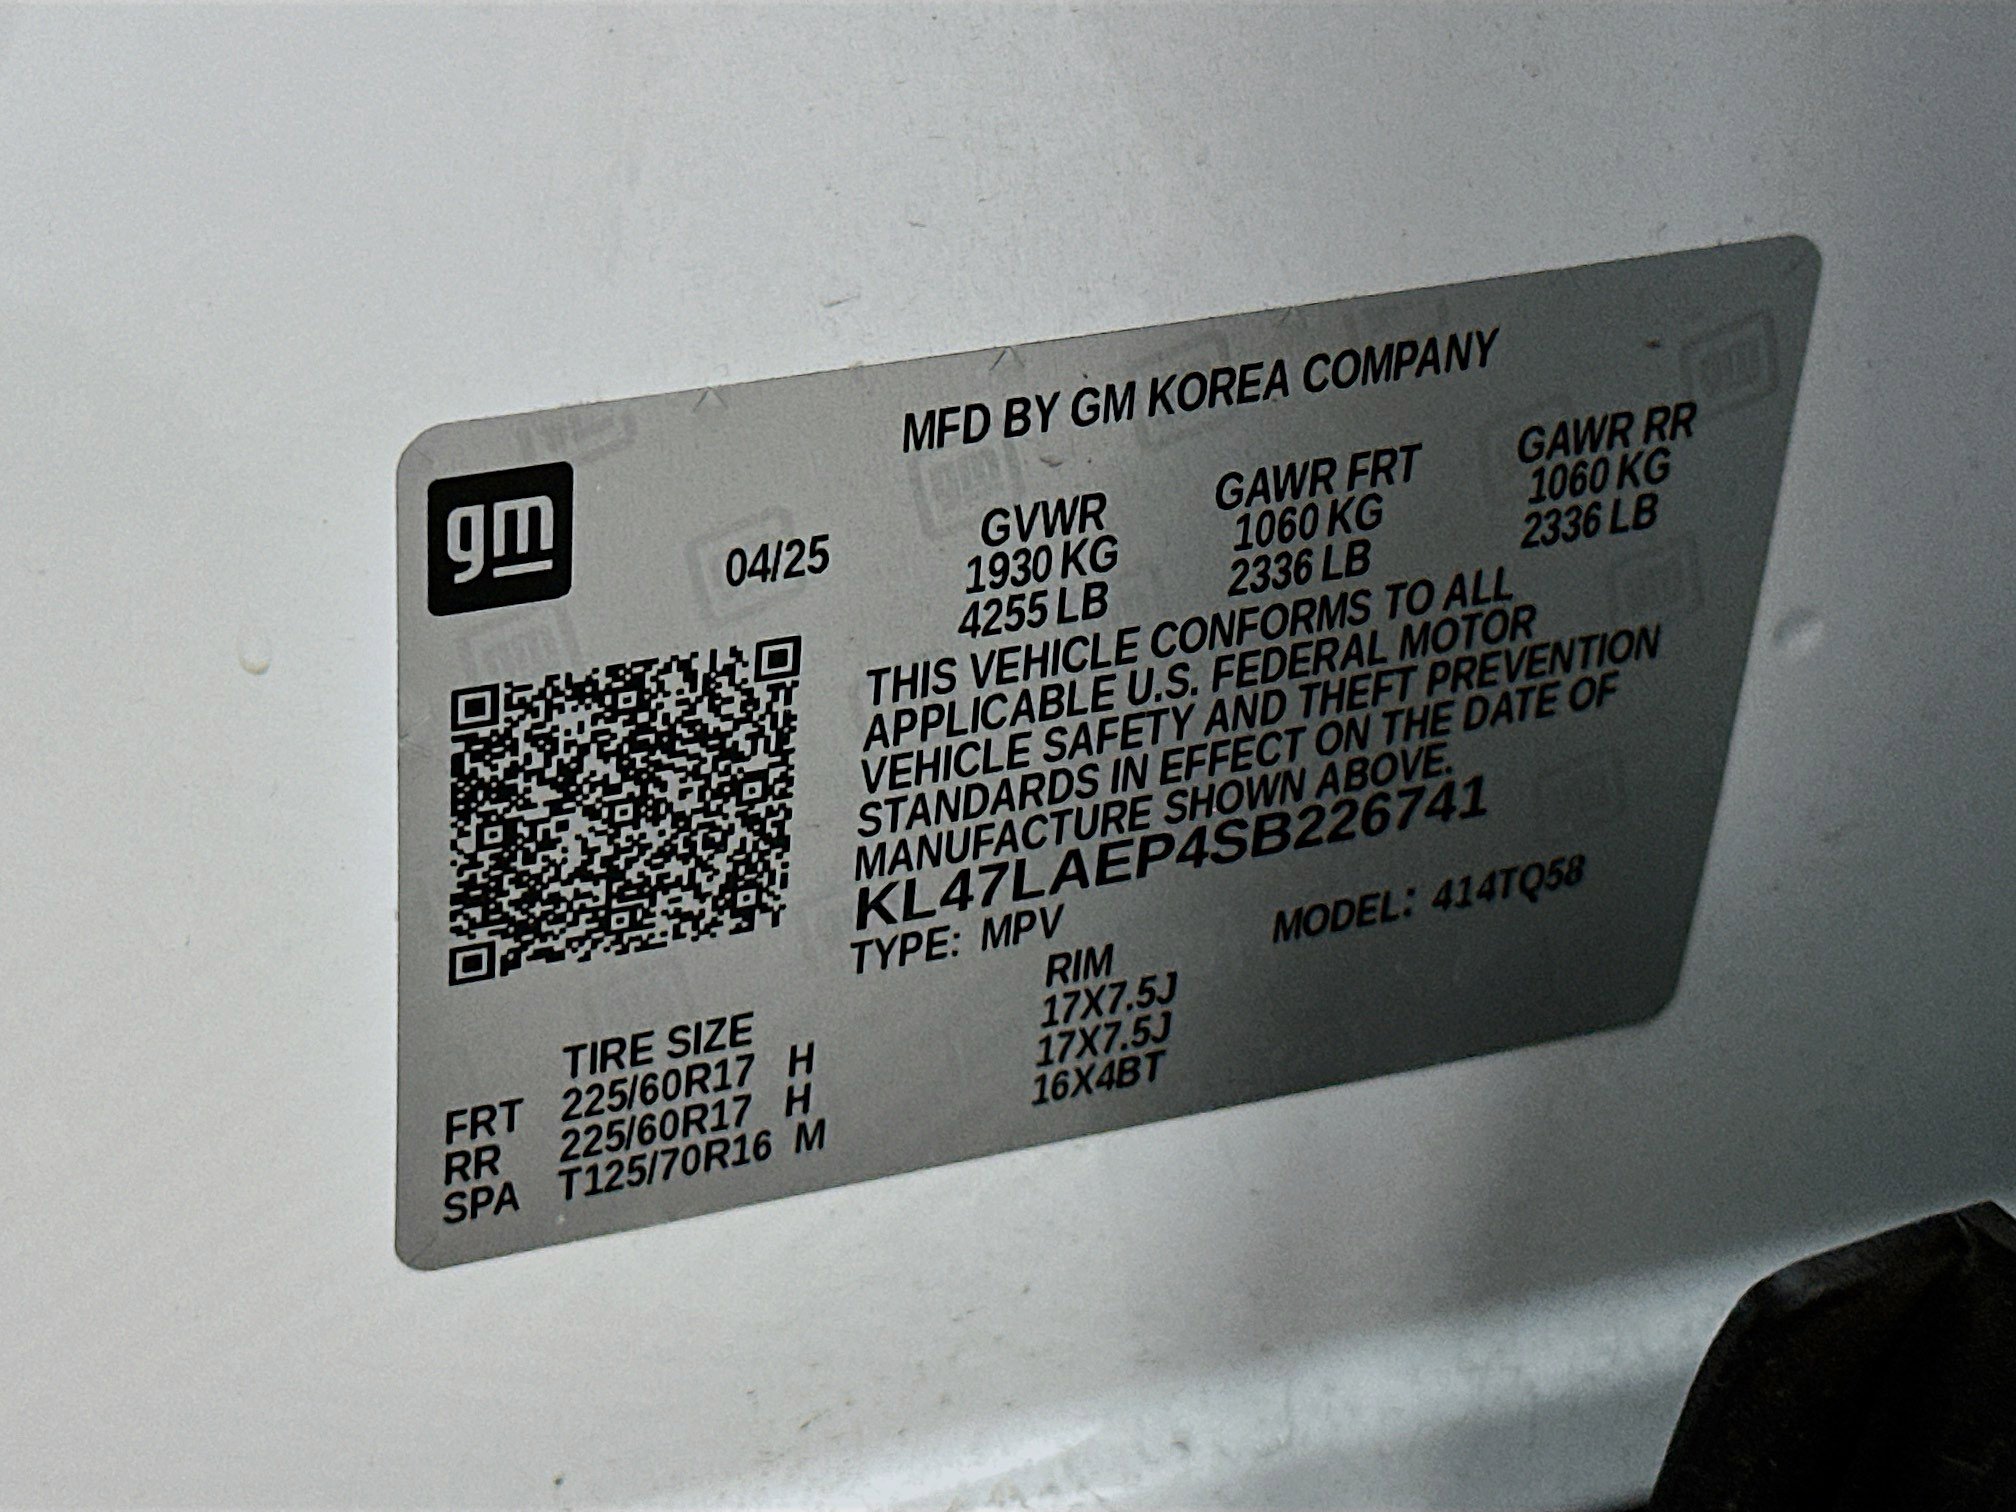 gm
MFD BY GM KOREA COMPANY
04/25
GVWR GAWR FRT GAWR RR
1930 KG 1060 KG 1060 KG
4255 LB 2336 LB 2336 LB
THIS VEHICLE CONFORMS TO ALL
APPLICABLE U.S. FEDERAL MOTOR
VEHICLE SAFETY AND THEFT PREVENTION
STANDARDS IN EFFECT ON THE DATE OF
MANUFACTURE SHOWN ABOVE.
KL47LAEP4SB226741
TYPE: MPV MODEL: 414TQ58
TIRE SIZE RIM
FRT 225/60R17 H 17X7.5J
RR 225/60R17 H 17X7.5J
SPA T125/70R16 M 16X4BT